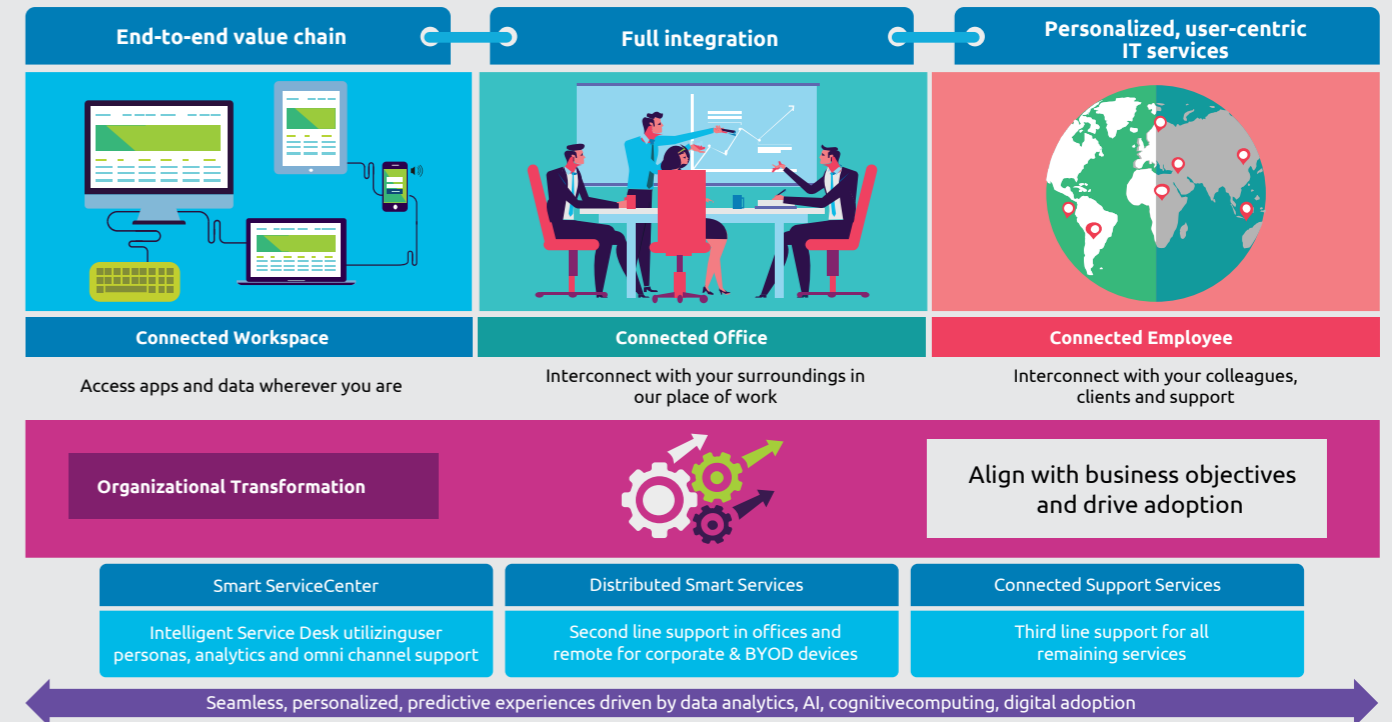 End-to-end value chain
Full integration
Personalized, user-centric
IT services
Connected Workspace
Connected Office
Connected Employee
Access apps and data wherever you are
Interconnect with your surroundings in
our place of work
Interconnect with your colleagues,
clients and support
Organizational Transformation
Align with business objectives
and drive adoption
Smart ServiceCenter
Distributed Smart Services
Connected Support Services
Intelligent Service Desk utilizinguser
personas, analytics and omni channel support
Second line support in offices and
remote for corporate & BYOD devices
Third line support for all
remaining services
Seamless, personalized, predictive experiences driven by data analytics, AI, cognitivecomputing, digital adoption